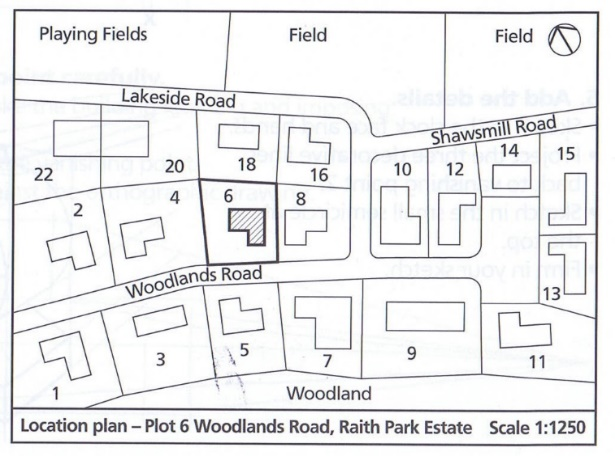 Playing Fields Field Field
Lakeside Road
Shawsmill Road
22 20 18 16 10 12 14 15
2 4 6 8
Woodlands Road
13
1 3 5 7 9 11
Woodland
Location plan – Plot 6 Woodlands Road, Raith Park Estate Scale 1:1250